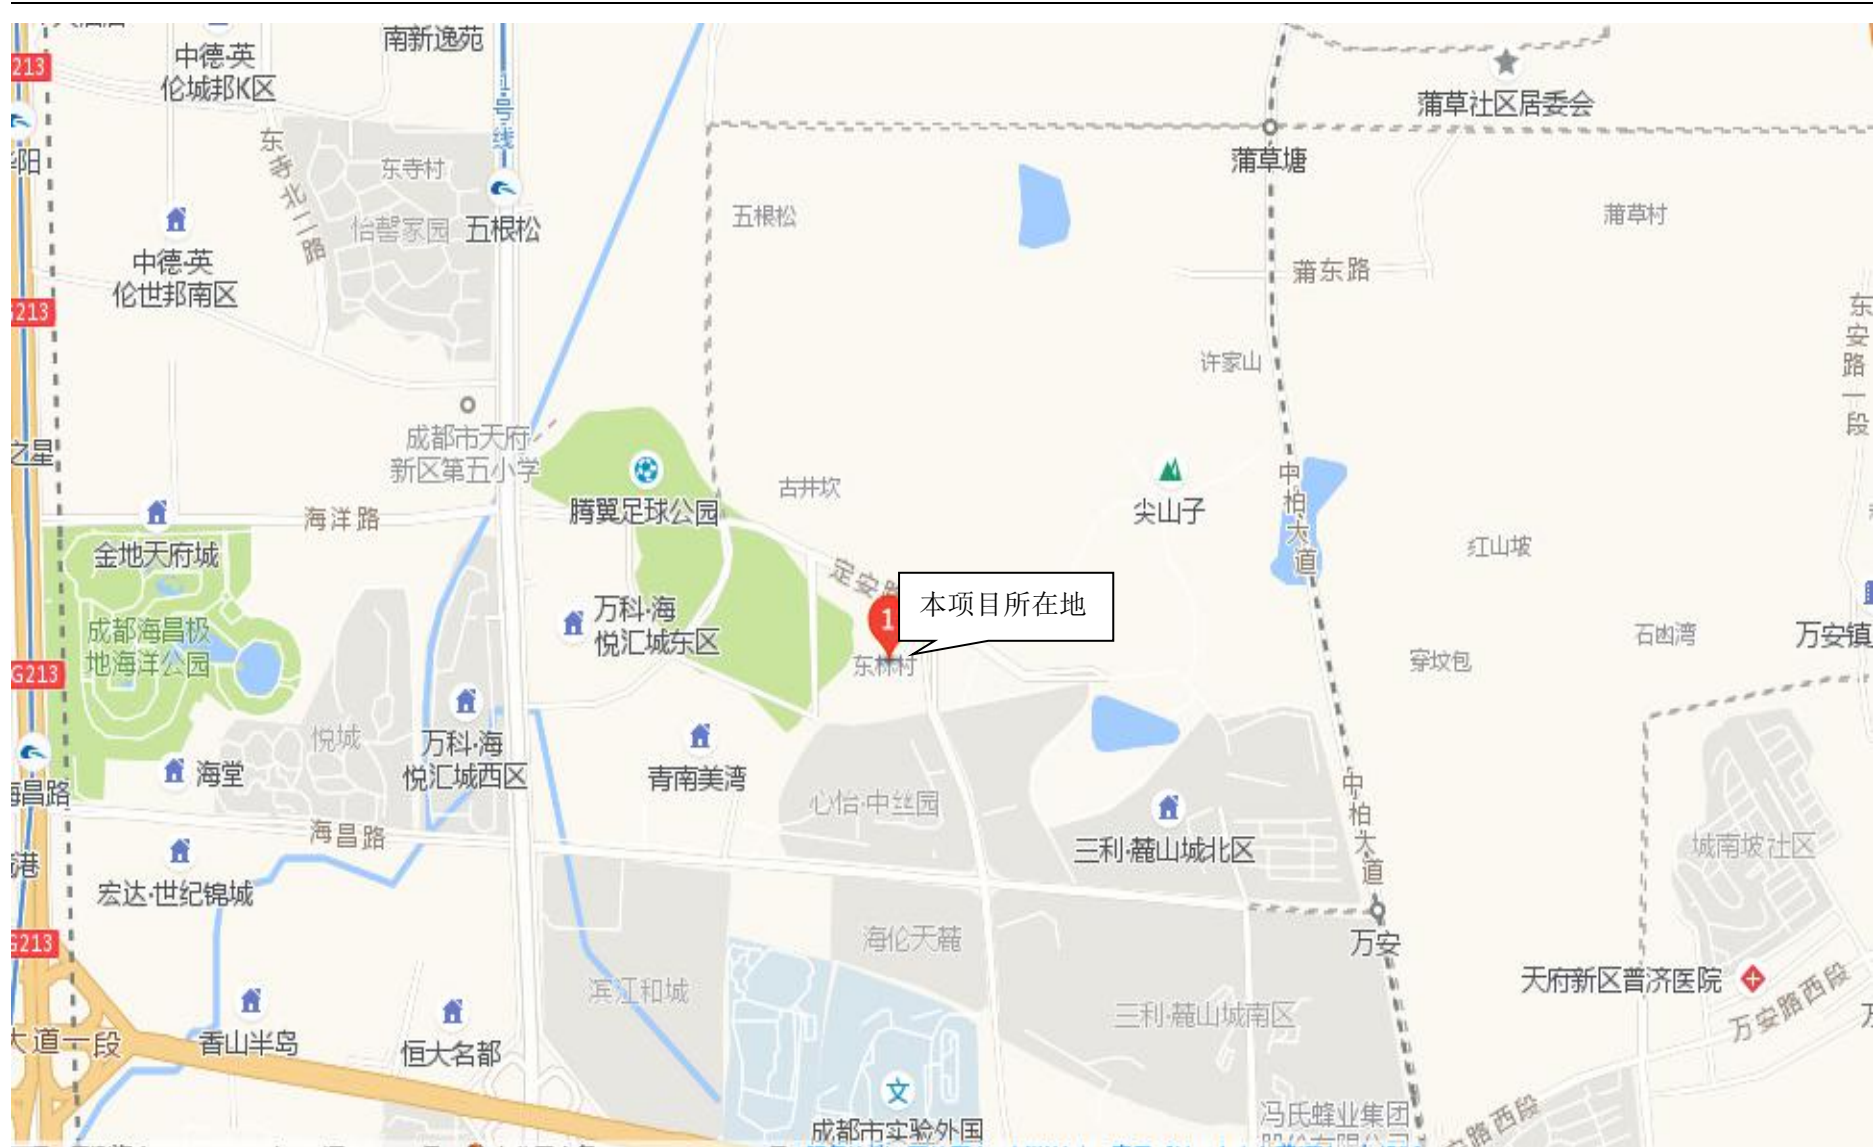 南新逸苑
中德·英
伦城邦K区
213
1号线
蒲草社区居委会
东寺北二路
东寺村
蒲草塘
五根松
蒲草村
怡馨家园
五根松
中德·英
伦世邦南区
蒲东路
213
东安路一段
许家山
成都市天府
新区第五小学
之星
古井坎
中柏大道
腾翼足球公园
尖山子
海洋路
金地天府城
红山坡
定安
本项目所在地
1
万科·海
悦汇城东区
成都海昌极
地海洋公园
石凼湾
万安镇
穿坟包
东林村
G213
悦城
万科·海
悦汇城西区
海堂
青南美湾
海昌路
心怡·中丝园
中柏大道
海昌路
三利·麓山城北区
城南坡社区
港
宏达·世纪锦城
海伦天麓
万安
G213
天府新区普济医院
滨江和城
三利·麓山城南区
万安路西段
香山半岛
恒大名都
大道一段
成都市实验外国
冯氏蜂业集团
路西段